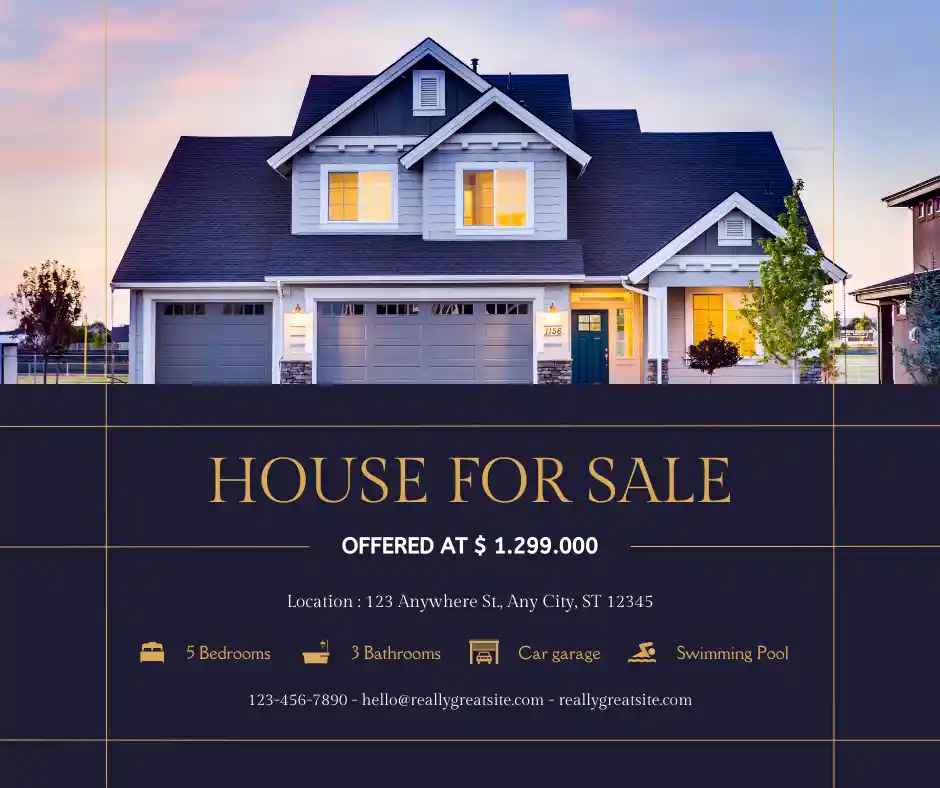 1156
HOUSE FOR SALE
OFFERED AT $ 1.299.000
Location : 123 Anywhere St., Any City, ST 12345
5 Bedrooms 3 Bathrooms Car garage Swimming Pool
123-456-7890 - hello@reallygreatsite.com - reallygreatsite.com